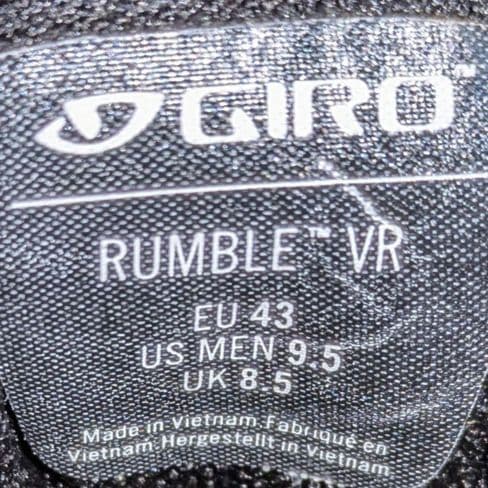 GIRO™
RUMBLE™ VR
EU 43
US MEN 9.5
UK 8.5
Made in Vietnam Fabriqué en
Vietnam Hergestellt in Vietnam